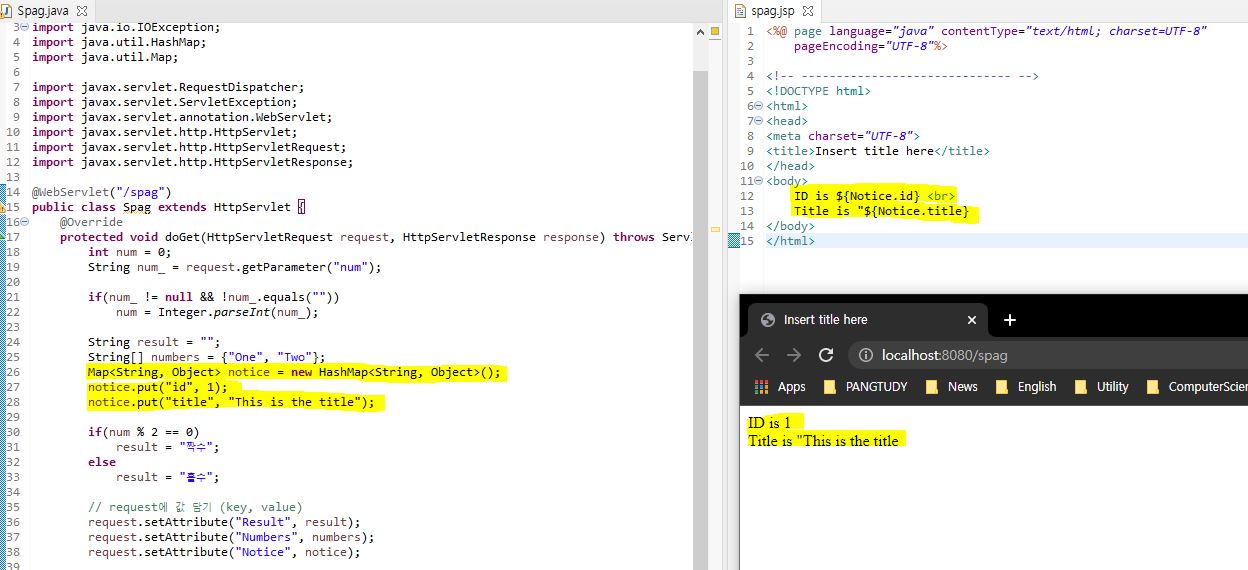 Spag.java
3 import java.io.IOException;
4 import java.util.HashMap;
5 import java.util.Map;
6
7 import javax.servlet.RequestDispatcher;
8 import javax.servlet.ServletException;
9 import javax.servlet.annotation.WebServlet;
10 import javax.servlet.http.HttpServlet;
11 import javax.servlet.http.HttpServletRequest;
12 import javax.servlet.http.HttpServletResponse;
13
14 @WebServlet("/spag")
15 public class Spag extends HttpServlet {
16 @Override
17 protected void doGet(HttpServletRequest request, HttpServletResponse response) throws Serv
18 int num = 0;
19 String num_ = request.getParameter("num");
20
21 if(num_ != null && !num_.equals(""))
22 num = Integer.parseInt(num_);
23
24 String result = "";
25 String[] numbers = {"One", "Two"};
26 Map<String, Object> notice = new HashMap<String, Object>();
27 notice.put("id", 1);
28 notice.put("title", "This is the title");
29
30 if(num % 2 == 0)
31 result = "짝수";
32 else
33 result = "홀수";
34
35 // request에 값 담기 (key, value)
36 request.setAttribute("Result", result);
37 request.setAttribute("Numbers", numbers);
38 request.setAttribute("Notice", notice);
39
spag.jsp
1 <%@ page language="java" contentType="text/html; charset=UTF-8"
2 pageEncoding="UTF-8"%>
3
4 <!-- ------------------------------ -->
5 <!DOCTYPE html>
6 <html>
7 <head>
8 <meta charset="UTF-8">
9 <title>Insert title here</title>
10 </head>
11 <body>
12 ID is ${Notice.id} <br>
13 Title is "${Notice.title}
14 </body>
15 </html>
Insert title here
localhost:8080/spag
Apps PANGTUDY News English Utility ComputerScien
ID is 1
Title is "This is the title